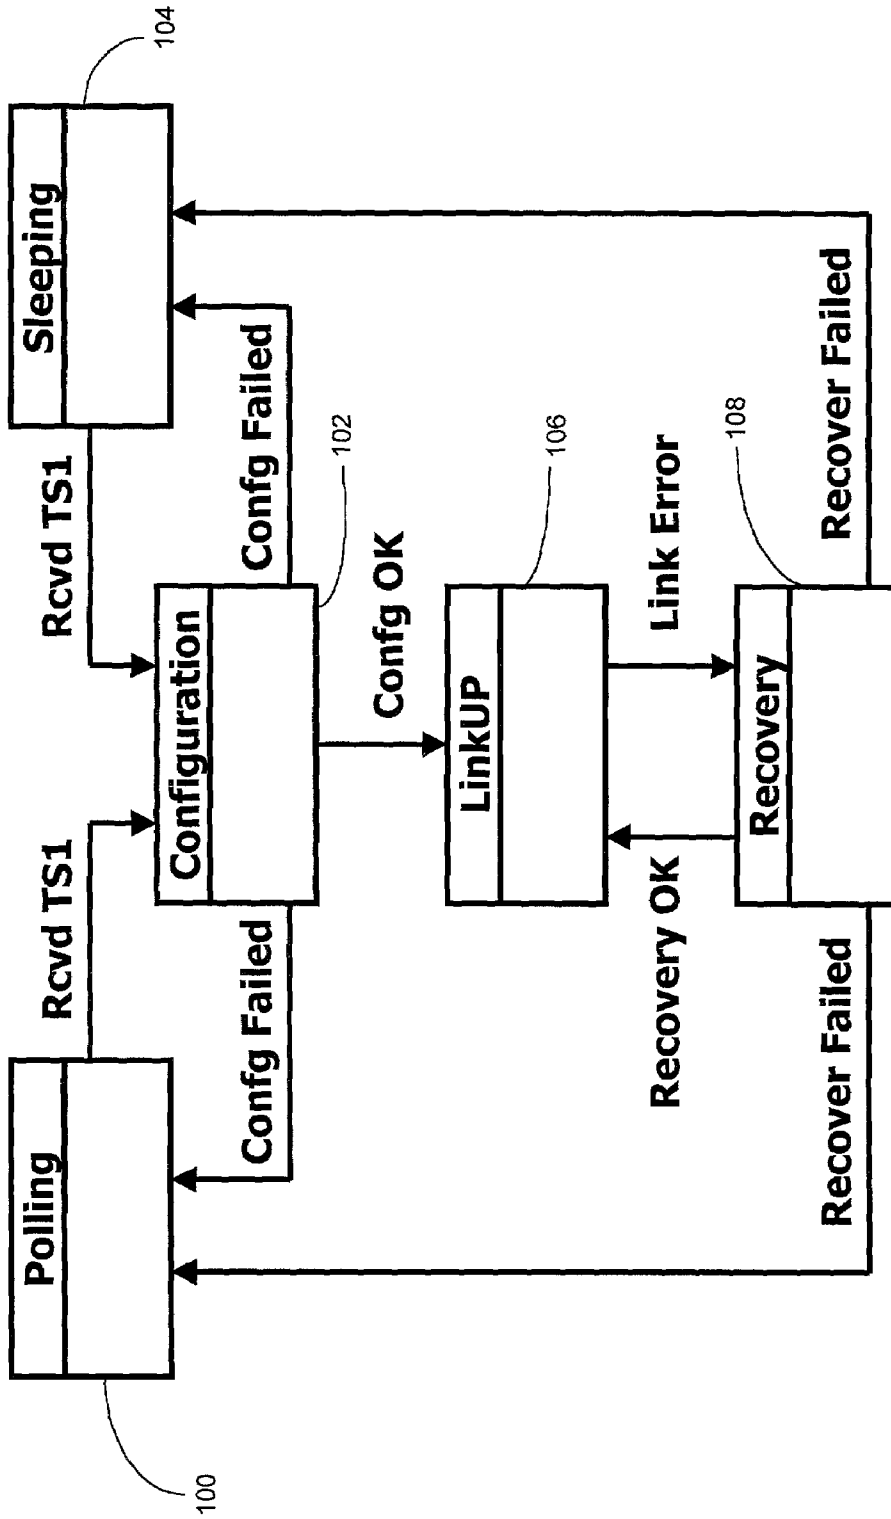 Polling
Sleeping
104
100
Rcvd TS1
Rcvd TS1
Configuration
Confg Failed
Confg Failed
102
Confg OK
LinkUP
106
Recovery OK
Link Error
Recovery
108
Recover Failed
Recover Failed